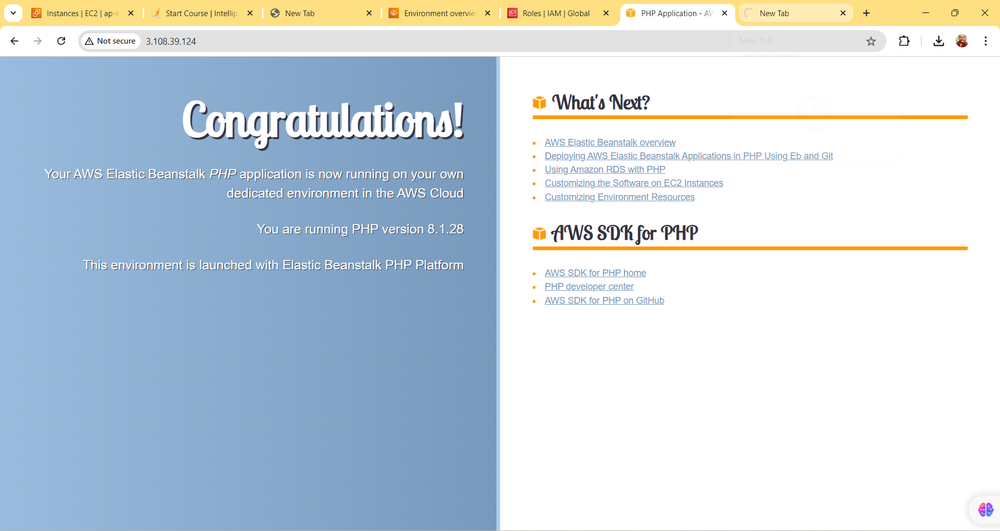 Instances | EC2 | ap-s
Start Course | Intellip
New Tab
Environment overvie
Roles | IAM | Global
PHP Application - AW
New Tab
Not secure
3.108.39.124
New Tab
chrome://newtab
Congratulations!
Your AWS Elastic Beanstalk PHP application is now running on your own
dedicated environment in the AWS Cloud
You are running PHP version 8.1.28
This environment is launched with Elastic Beanstalk PHP Platform
What's Next?
AWS Elastic Beanstalk overview
Deploying AWS Elastic Beanstalk Applications in PHP Using Eb and Git
Using Amazon RDS with PHP
Customizing the Software on EC2 Instances
Customizing Environment Resources
AWS SDK for PHP
AWS SDK for PHP home
PHP developer center
AWS SDK for PHP on GitHub